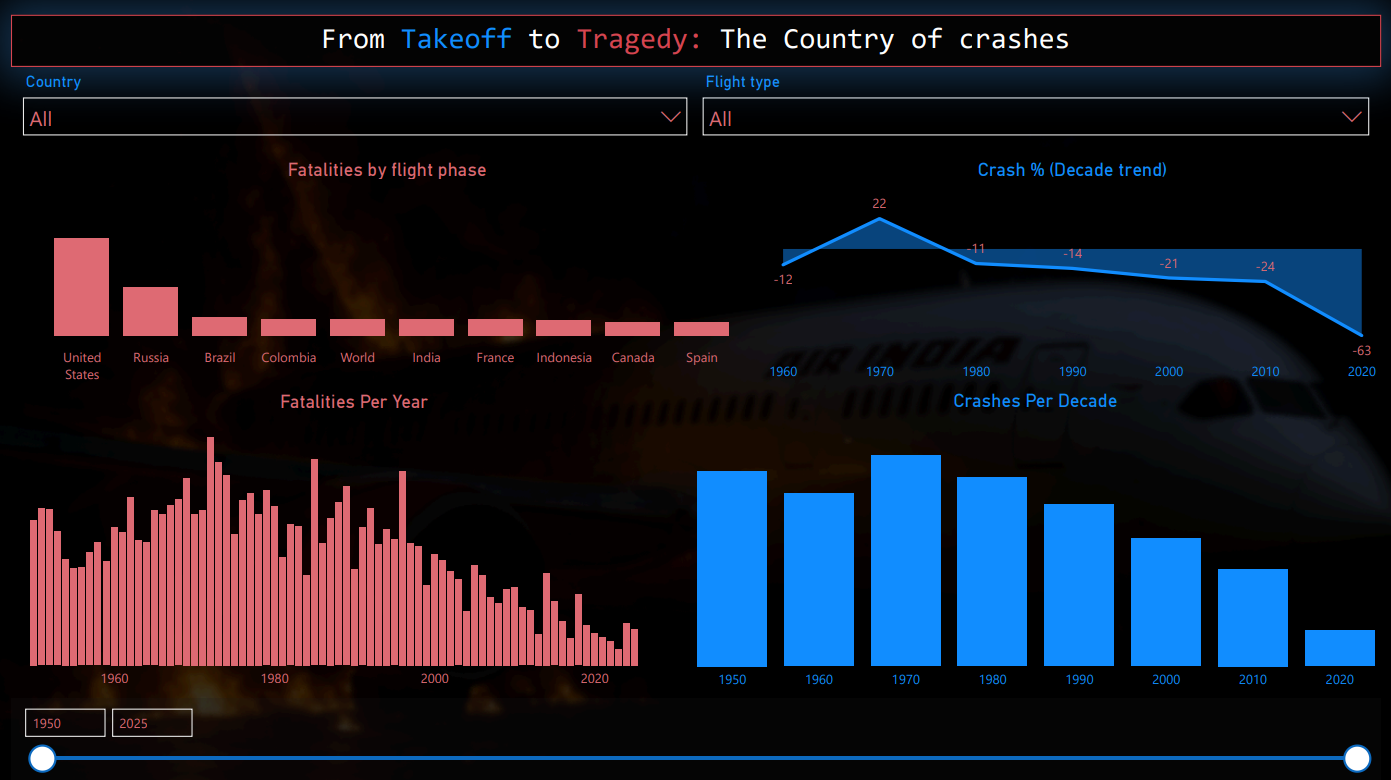 From Takeoff to Tragedy: The Country of crashes
Country
Flight type
All
All
Fatalities by flight phase
United States
Russia
Brazil
Colombia
World
India
France
Indonesia
Canada
Spain
Crash % (Decade trend)
22
-12
-11
-14
-21
-24
-63
1960
1970
1980
1990
2000
2010
2020
AIR INDIA
Fatalities Per Year
1960
1980
2000
2020
Crashes Per Decade
1950
1960
1970
1980
1990
2000
2010
2020
1950
2025